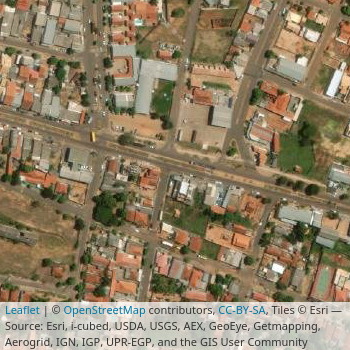 Leaflet | © OpenStreetMap contributors, CC-BY-SA, Tiles © Esri —
Source: Esri, i-cubed, USDA, USGS, AEX, GeoEye, Getmapping,
Aerogrid, IGN, IGP, UPR-EGP, and the GIS User Community